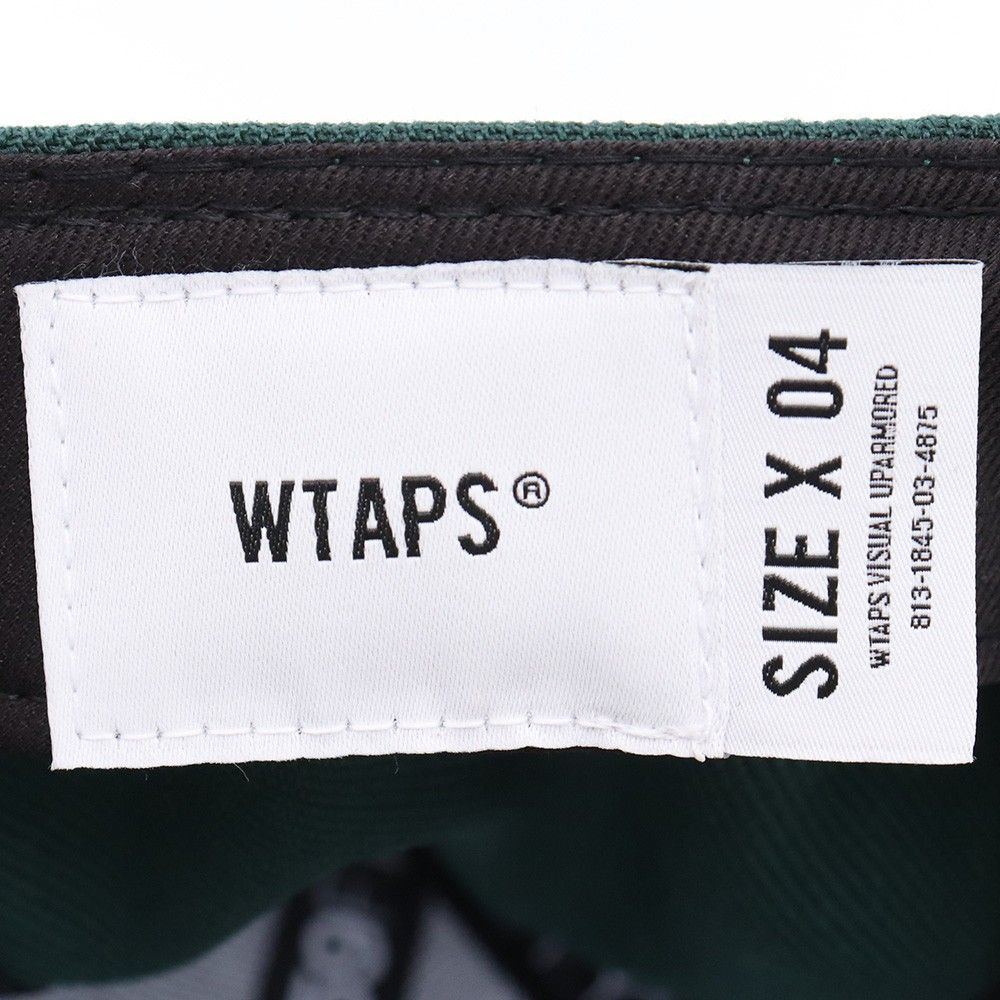 WTAPS®
SIZE X 04
WTAPS VISUAL UPARMORED
813-1845-03-4875